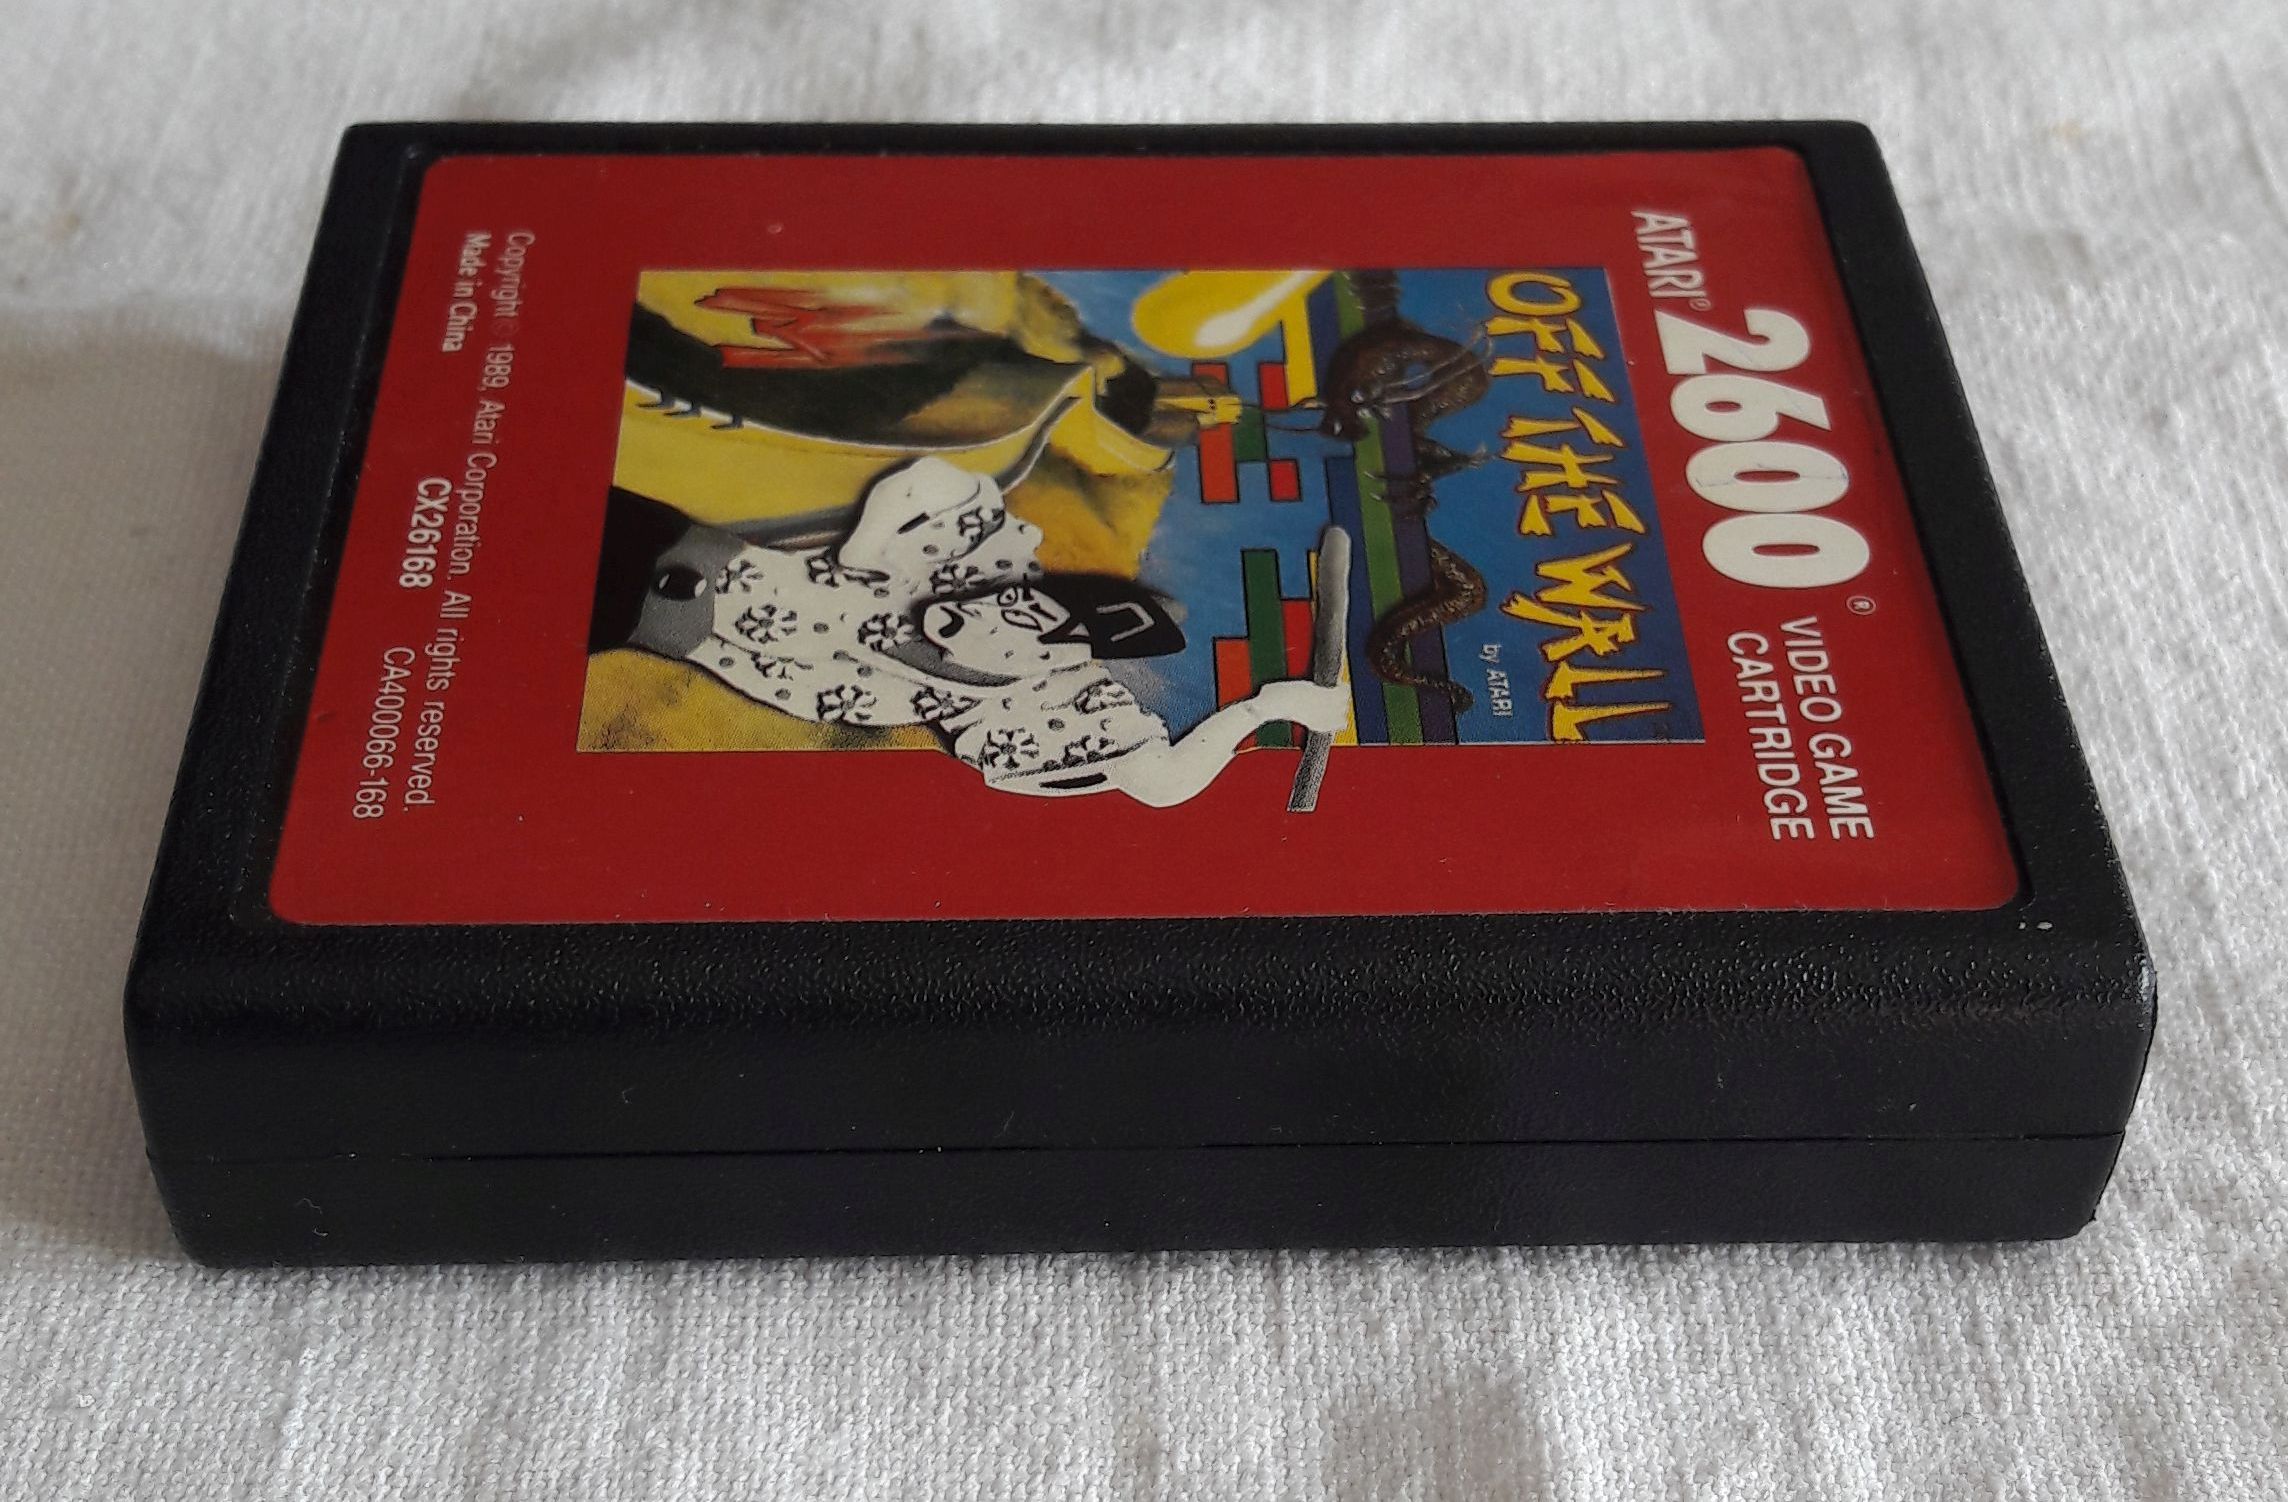 ATARI® 2600® VIDEO GAME
CARTRIDGE
OFF THE WALL
by ATARI
Copyright © 1989, Atari Corporation. All rights reserved.
Made in China CX26168 CA400066-168